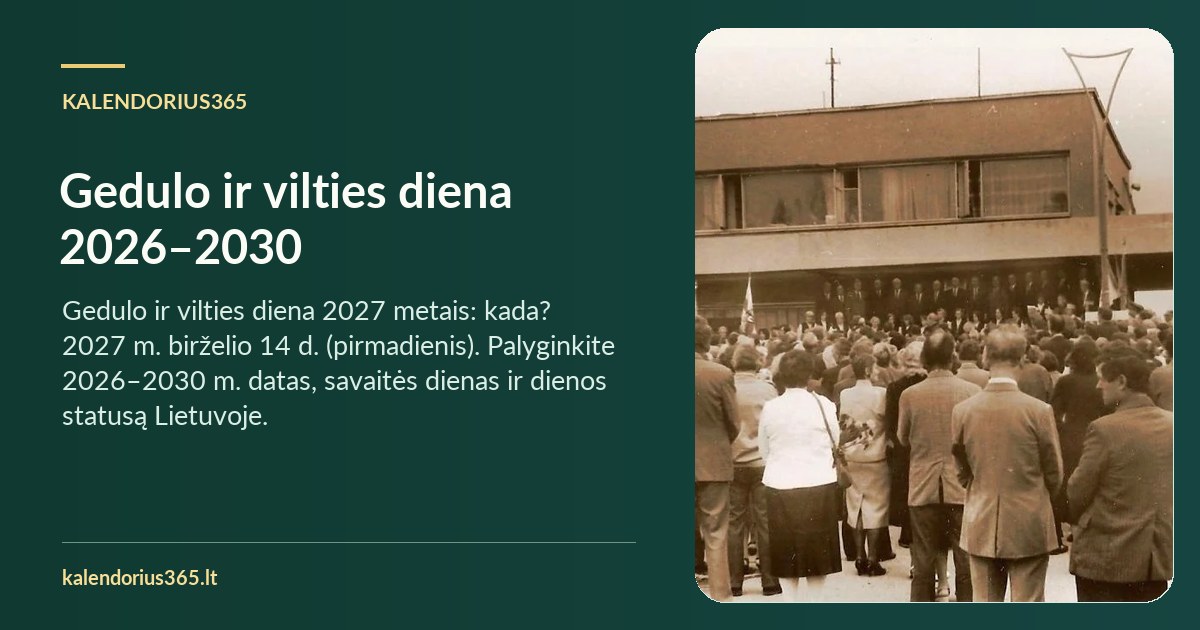 KALENDORIUS365
Gedulo ir vilties diena
2026–2030
Gedulo ir vilties diena 2027 metais: kada?
2027 m. birželio 14 d. (pirmadienis). Palyginkite
2026–2030 m. datas, savaitės dienas ir dienos
statusą Lietuvoje.
kalendorius365.lt